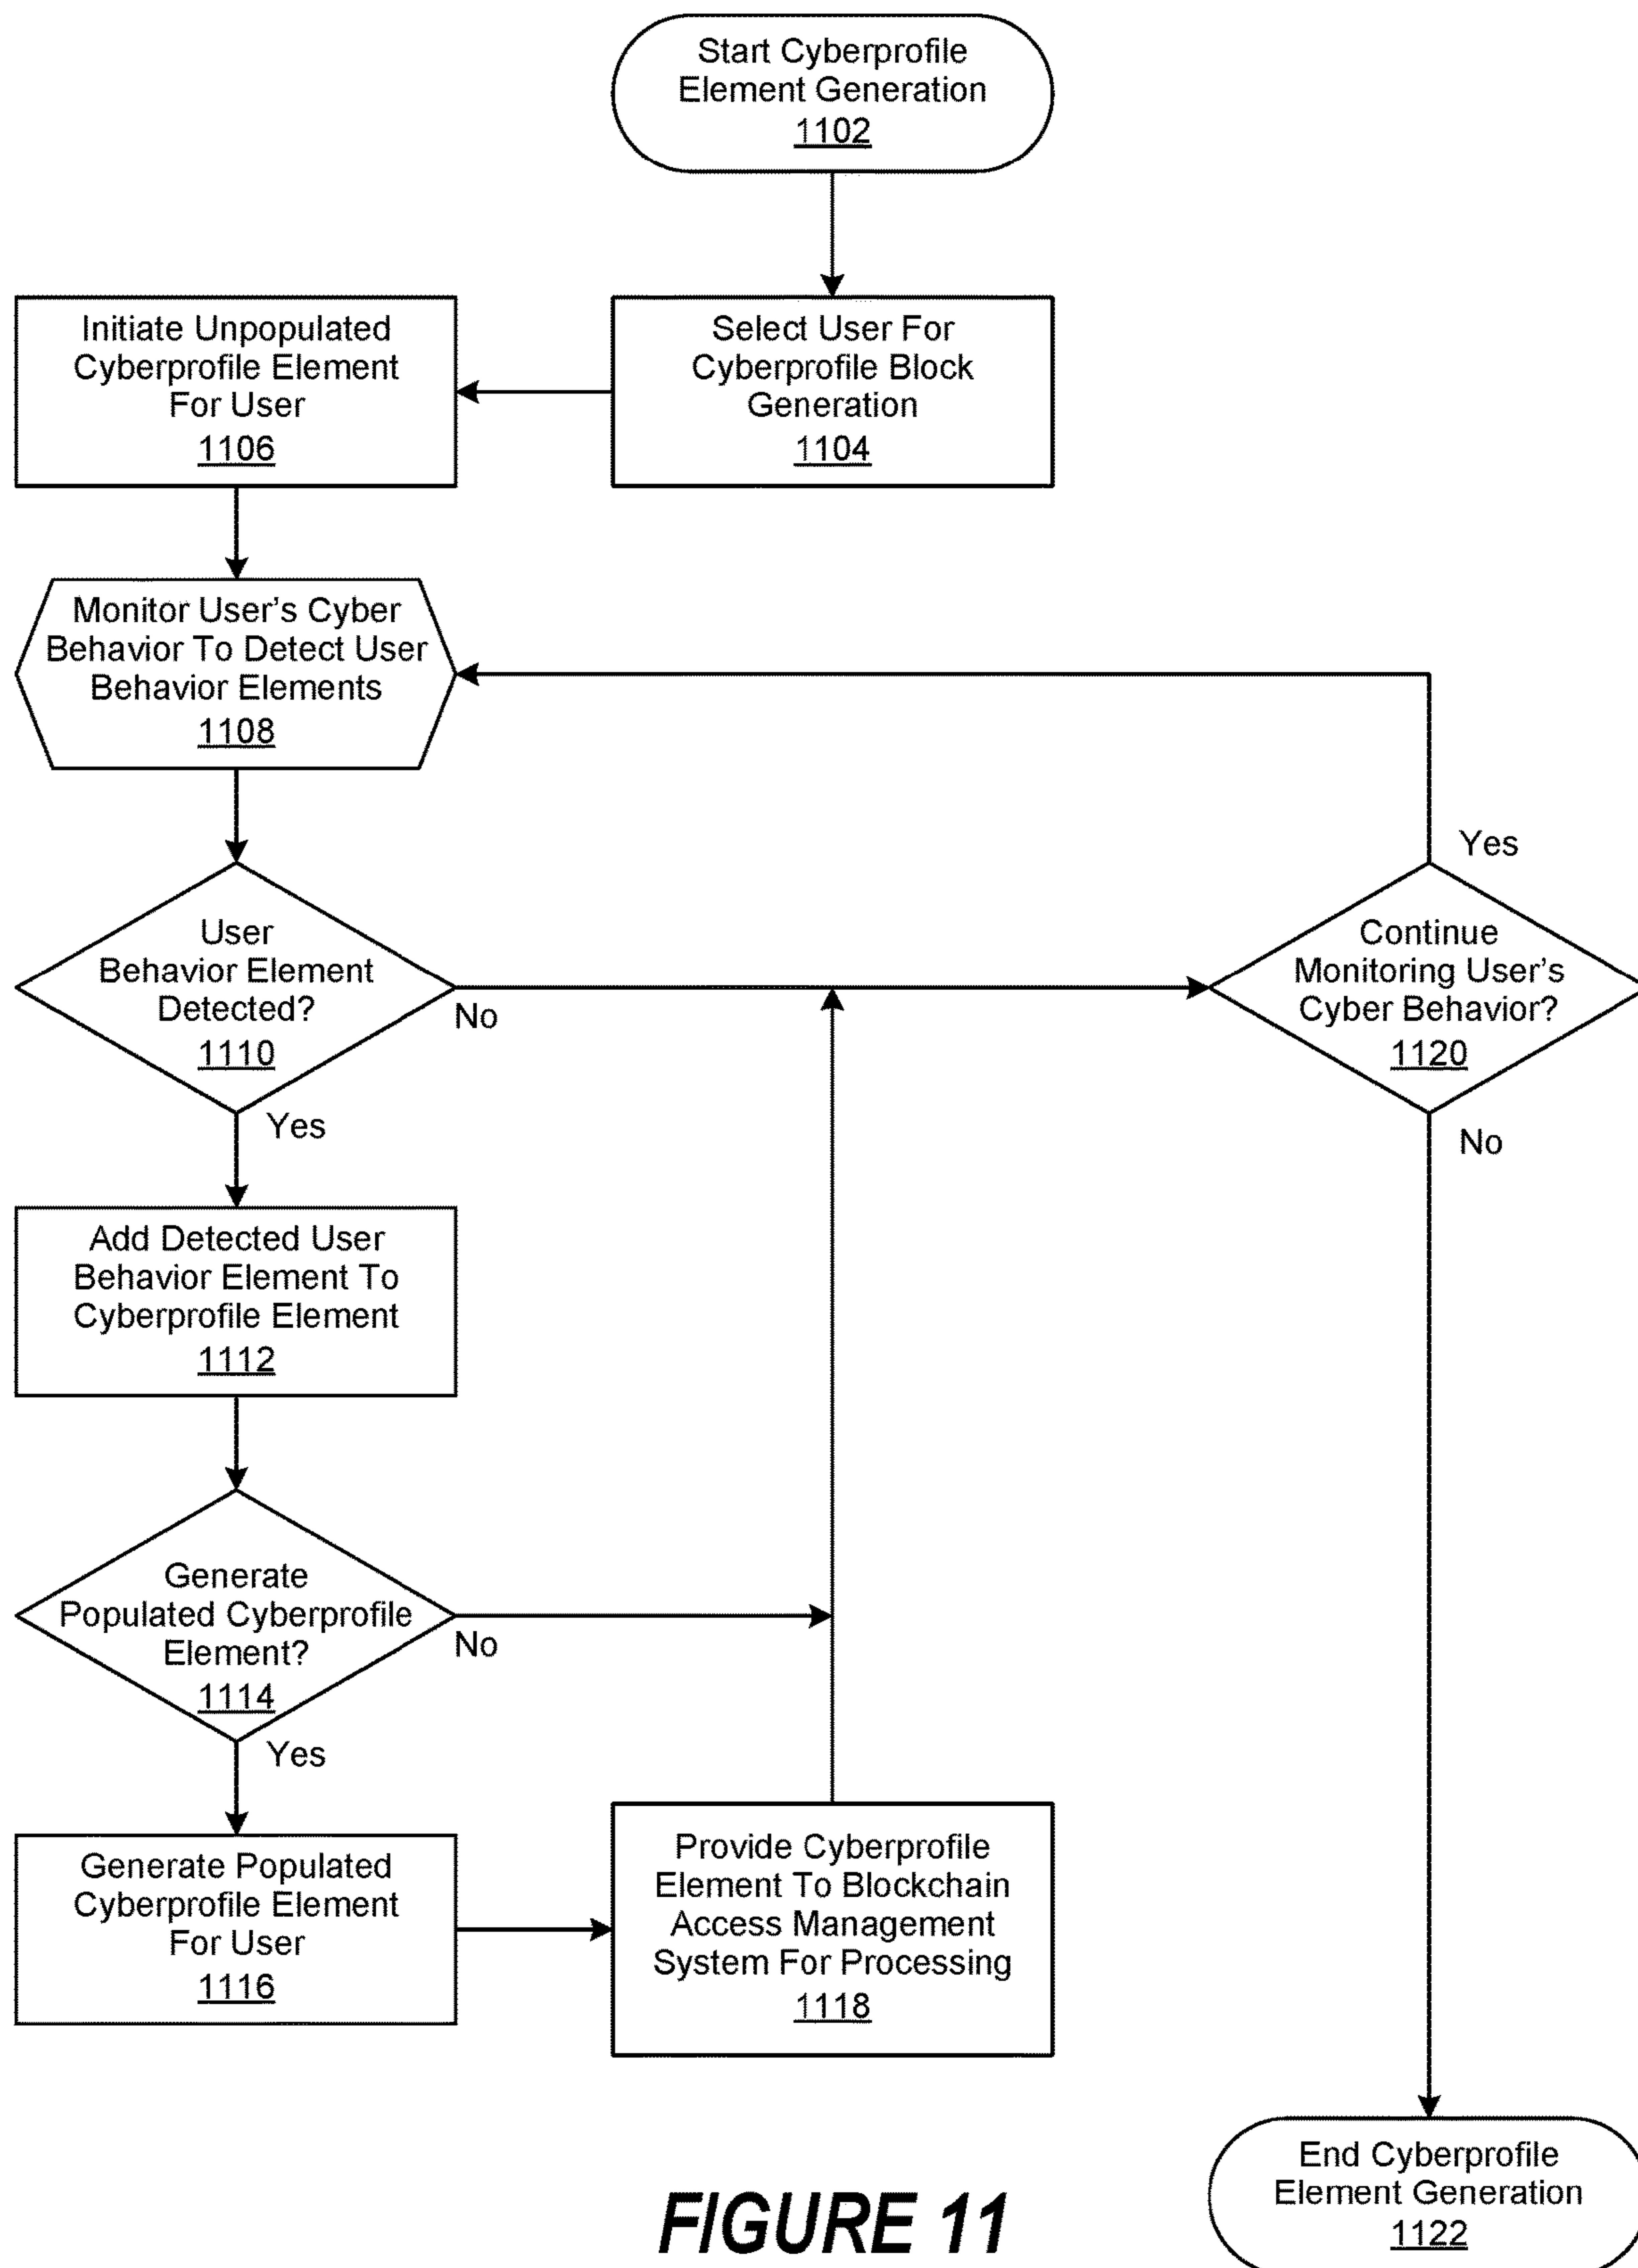 Start Cyberprofile
Element Generation
1102
Select User For
Cyberprofile Block
Generation
1104
Initiate Unpopulated
Cyberprofile Element
For User
1106
Monitor User's Cyber
Behavior To Detect User
Behavior Elements
1108
User
Behavior Element
Detected?
1110
No
Yes
Continue
Monitoring User's
Cyber Behavior?
1120
Yes
No
Add Detected User
Behavior Element To
Cyberprofile Element
1112
Generate
Populated Cyberprofile
Element?
1114
No
Yes
Generate Populated
Cyberprofile Element
For User
1116
Provide Cyberprofile
Element To Blockchain
Access Management
System For Processing
1118
End Cyberprofile
Element Generation
1122
FIGURE 11